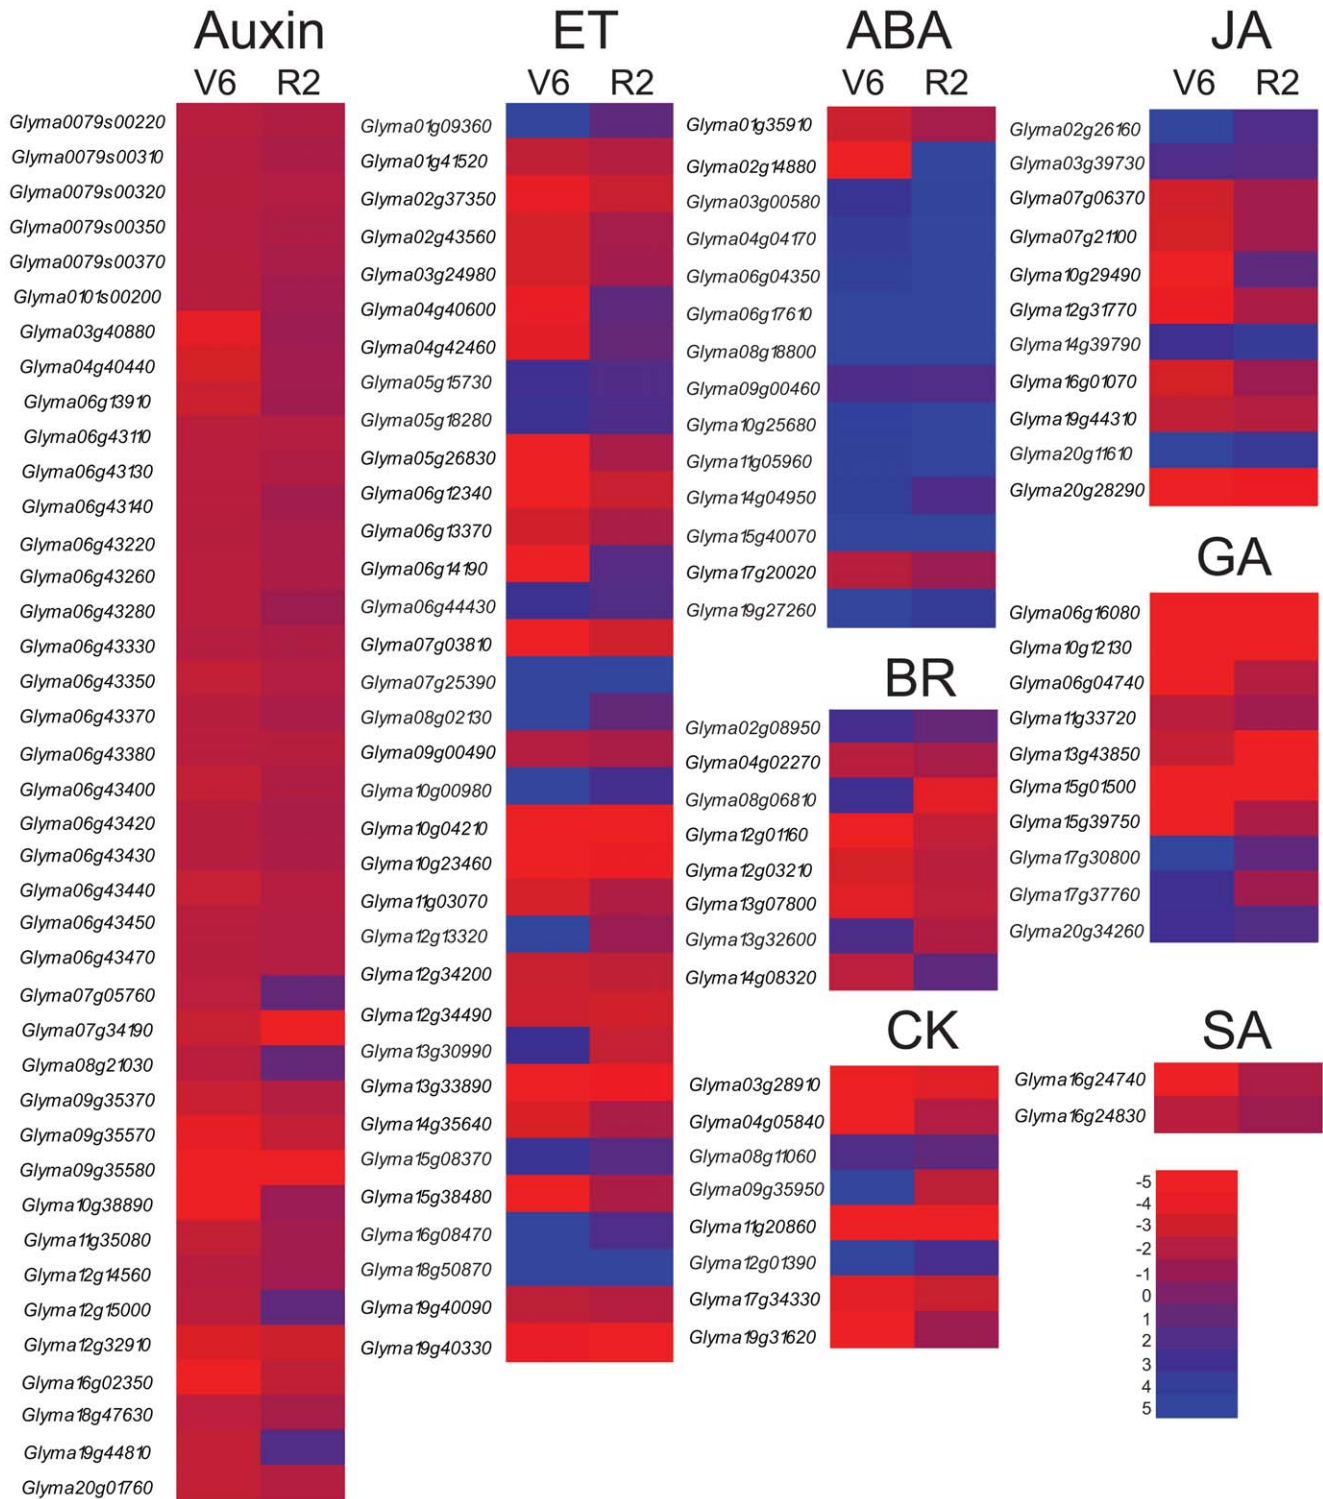 Auxin
V6 R2
Glyma0079s00220
Glyma0079s00310
Glyma0079s00320
Glyma0079s00350
Glyma0079s00370
Glyma0101s00200
Glyma03g40880
Glyma04g40440
Glyma06g13910
Glyma06g43110
Glyma06g43130
Glyma06g43140
Glyma06g43220
Glyma06g43260
Glyma06g43280
Glyma06g43330
Glyma06g43350
Glyma06g43370
Glyma06g43380
Glyma06g43400
Glyma06g43420
Glyma06g43430
Glyma06g43440
Glyma06g43450
Glyma06g43470
Glyma07g05760
Glyma07g34190
Glyma08g21030
Glyma09g35370
Glyma09g35570
Glyma09g35580
Glyma10g38890
Glyma11g35080
Glyma12g14560
Glyma12g15000
Glyma12g32910
Glyma16g02350
Glyma18g47630
Glyma19g44810
Glyma20g01760
ET
V6 R2
Glyma01g09360
Glyma01g41520
Glyma02g37350
Glyma02g43560
Glyma03g24980
Glyma04g40600
Glyma04g42460
Glyma05g15730
Glyma05g18280
Glyma05g26830
Glyma06g12340
Glyma06g13370
Glyma06g14190
Glyma06g44430
Glyma07g03810
Glyma07g25390
Glyma08g02130
Glyma09g00490
Glyma10g00980
Glyma10g04210
Glyma10g23460
Glyma11g03070
Glyma12g13320
Glyma12g34200
Glyma12g34490
Glyma13g30990
Glyma13g33890
Glyma14g35640
Glyma15g08370
Glyma15g38480
Glyma16g08470
Glyma18g50870
Glyma19g40090
Glyma19g40330
ABA
V6 R2
Glyma01g35910
Glyma02g14880
Glyma03g00580
Glyma04g04170
Glyma06g04350
Glyma06g17610
Glyma08g18800
Glyma09g00460
Glyma10g25680
Glyma11g05960
Glyma14g04950
Glyma15g40070
Glyma17g20020
Glyma19g27260
BR
Glyma02g08950
Glyma04g02270
Glyma08g06810
Glyma12g01160
Glyma12g03210
Glyma13g07800
Glyma13g32600
Glyma14g08320
CK
Glyma03g28910
Glyma04g05840
Glyma08g11060
Glyma09g35950
Glyma11g20860
Glyma12g01390
Glyma17g34330
Glyma19g31620
JA
V6 R2
Glyma02g26160
Glyma03g39730
Glyma07g06370
Glyma07g21100
Glyma10g29490
Glyma12g31770
Glyma14g39790
Glyma16g01070
Glyma19g44310
Glyma20g11610
Glyma20g28290
GA
Glyma06g16080
Glyma10g12130
Glyma06g04740
Glyma11g33720
Glyma13g43850
Glyma15g01500
Glyma15g39750
Glyma17g30800
Glyma17g37760
Glyma20g34260
SA
Glyma16g24740
Glyma16g24830
-5
-4
-3
-2
-1
0
1
2
3
4
5